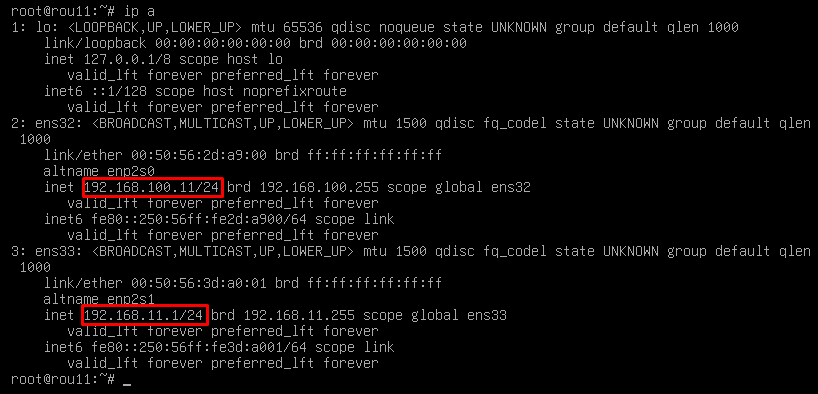 root@rou11:~# ip a
1: lo: <LOOPBACK,UP,LOWER_UP> mtu 65536 qdisc noqueue state UNKNOWN group default qlen 1000
link/loopback 00:00:00:00:00:00 brd 00:00:00:00:00:00
inet 127.0.0.1/8 scope host lo
valid_lft forever preferred_lft forever
inet6 ::1/128 scope host noprefixroute
valid_lft forever preferred_lft forever
2: ens32: <BROADCAST,MULTICAST,UP,LOWER_UP> mtu 1500 qdisc fq_codel state UNKNOWN group default qlen
1000
link/ether 00:50:56:2d:a9:00 brd ff:ff:ff:ff:ff:ff
altname enp2s0
inet 192.168.100.11/24 brd 192.168.100.255 scope global ens32
valid_lft forever preferred_lft forever
inet6 fe80::250:56ff:fe2d:a900/64 scope link
valid_lft forever preferred_lft forever
3: ens33: <BROADCAST,MULTICAST,UP,LOWER_UP> mtu 1500 qdisc fq_codel state UNKNOWN group default qlen
1000
link/ether 00:50:56:3d:a0:01 brd ff:ff:ff:ff:ff:ff
altname enp2s1
inet 192.168.11.1/24 brd 192.168.11.255 scope global ens33
valid_lft forever preferred_lft forever
inet6 fe80::250:56ff:fe3d:a001/64 scope link
valid_lft forever preferred_lft forever
root@rou11:~# _